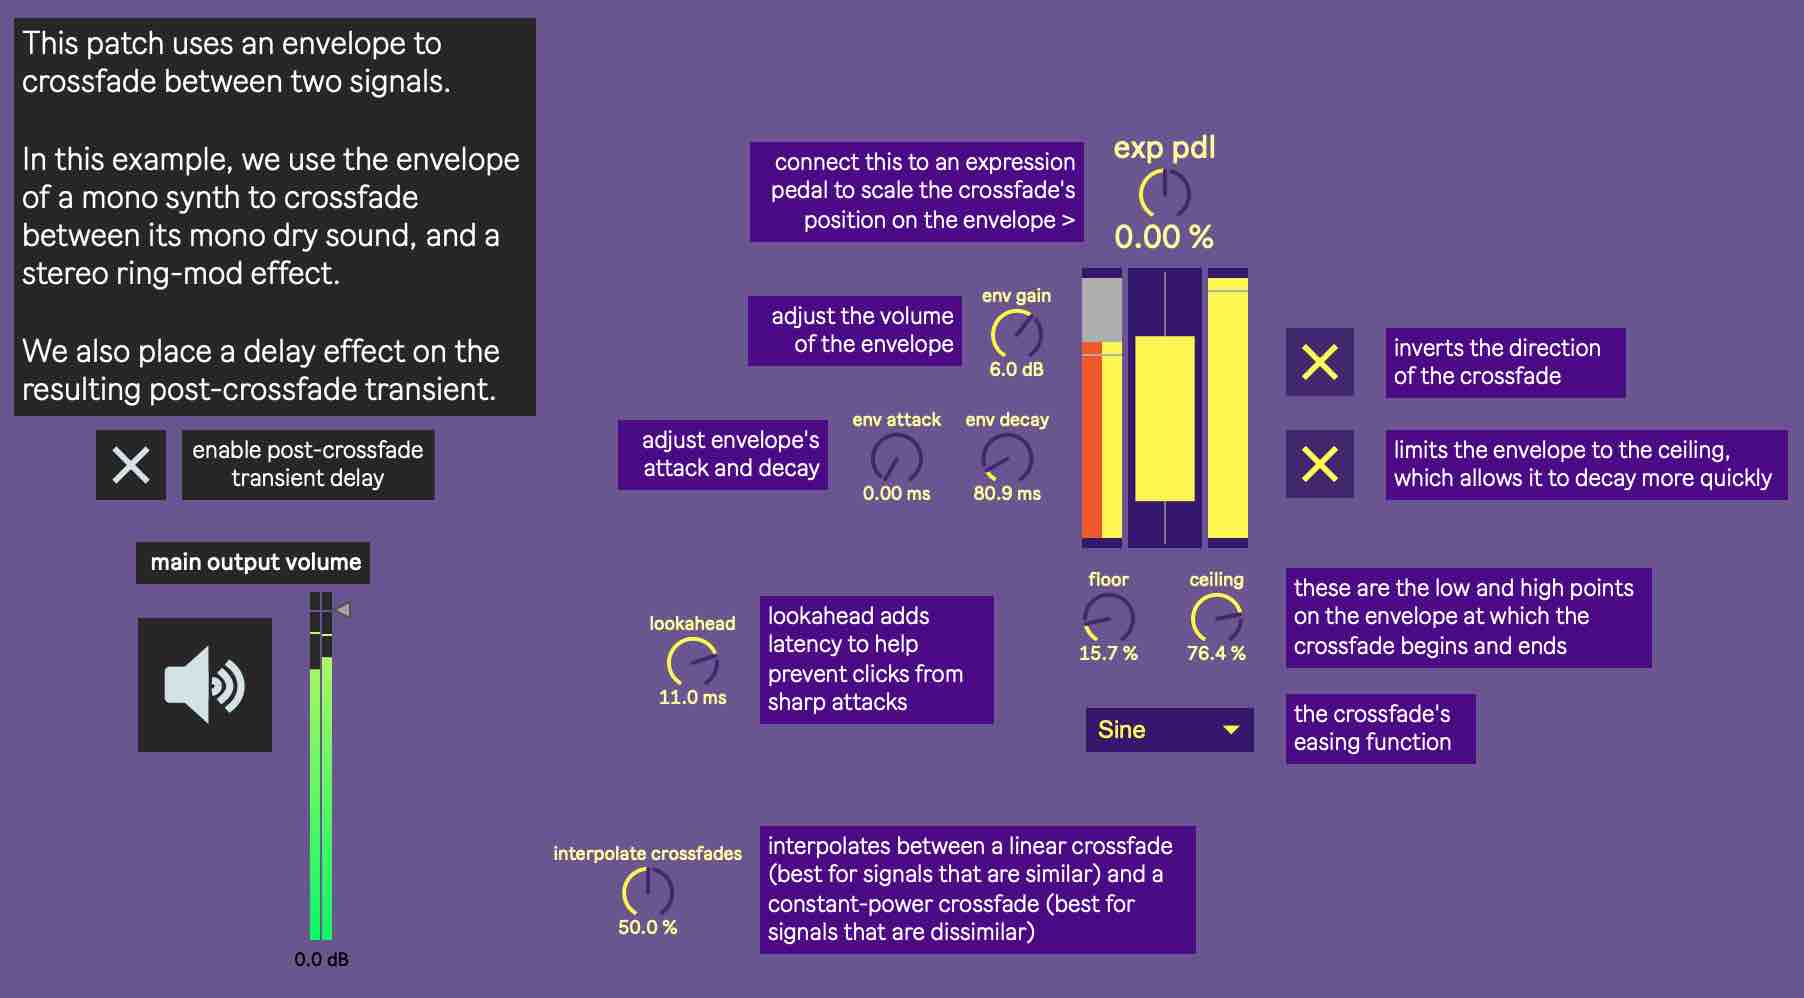 This patch uses an envelope to
crossfade between two signals.
In this example, we use the envelope
of a mono synth to crossfade
between its mono dry sound, and a
stereo ring-mod effect.
We also place a delay effect on the
resulting post-crossfade transient.
enable post-crossfade
transient delay
main output volume
0.0 dB
connect this to an expression
pedal to scale the crossfade's
position on the envelope >
exp pdl
0.00 %
adjust the volume
of the envelope
env gain
6.0 dB
adjust envelope's
attack and decay
env attack
0.00 ms
env decay
80.9 ms
inverts the direction
of the crossfade
limits the envelope to the ceiling,
which allows it to decay more quickly
floor
15.7 %
ceiling
76.4 %
these are the low and high points
on the envelope at which the
crossfade begins and ends
lookahead
11.0 ms
lookahead adds
latency to help
prevent clicks from
sharp attacks
Sine
the crossfade's
easing function
interpolate crossfades
50.0 %
interpolates between a linear crossfade
(best for signals that are similar) and a
constant-power crossfade (best for
signals that are dissimilar)